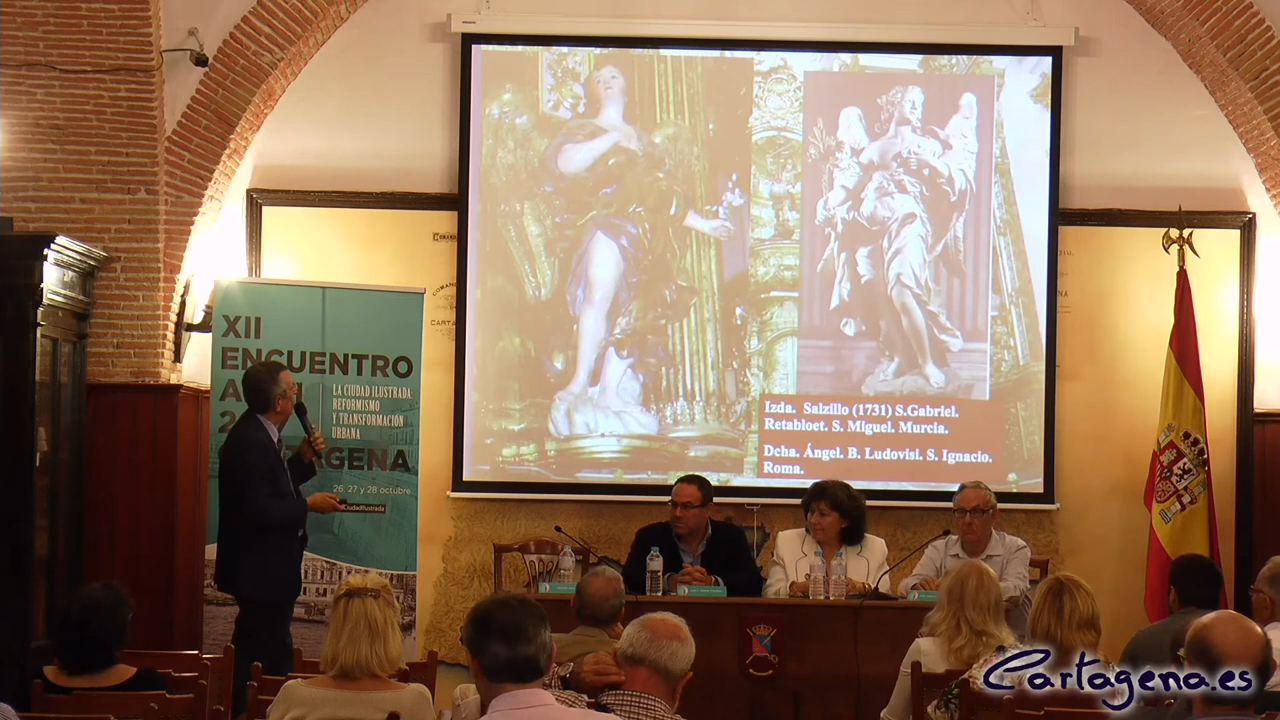 XII
ENCUENTRO
LA CIUDAD ILUSTRADA:
REFORMISMO
Y TRANSFORMACIÓN
URBANA
26, 27 y 28 octubre
CiudadIlustrada
Izda. Salzillo (1731) S.Gabriel.
Retabloet. S. Miguel. Murcia.
Dcha. Ángel. B. Ludovisi. S. Ignacio.
Roma.
Cartagena.es